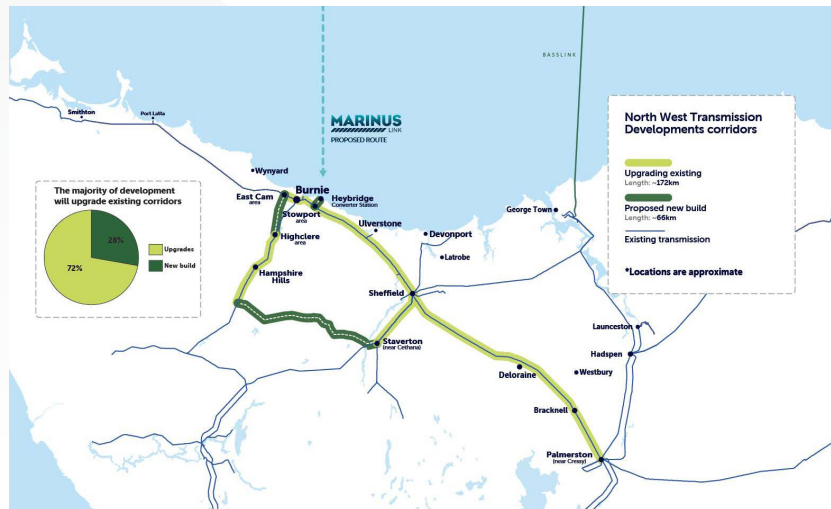 BASSLINK
Smithton
Port Latta
MARINUS
LINK
PROPOSED ROUTE
North West Transmission
Developments corridors
Upgrading existing
Length: ~172km
Proposed new build
Length: ~66km
Existing transmission
*Locations are approximate
Wynyard
The majority of development
will upgrade existing corridors
28%
72%
Upgrades
New build
East Cam
area
Burnie
Heybridge
Converter Station
Stowport
area
Ulverstone
George Town
Devonport
Highclere
area
Latrobe
Hampshire
Hills
Sheffield
Launceston
Staverton
(near Cethana)
Hadspen
Deloraine
Westbury
Bracknell
Palmerston
(near Cressy)